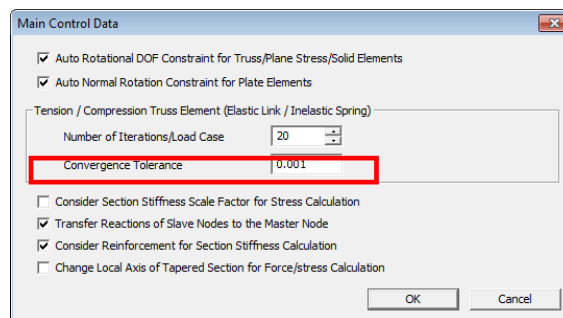 Main Control Data
Auto Rotational DOF Constraint for Truss/Plane Stress/Solid Elements
Auto Normal Rotation Constraint for Plate Elements
Tension / Compression Truss Element (Elastic Link / Inelastic Spring)
Number of Iterations/Load Case 20
Convergence Tolerance 0.001
Consider Section Stiffness Scale Factor for Stress Calculation
Transfer Reactions of Slave Nodes to the Master Node
Consider Reinforcement for Section Stiffness Calculation
Change Local Axis of Tapered Section for Force/stress Calculation
OK Cancel